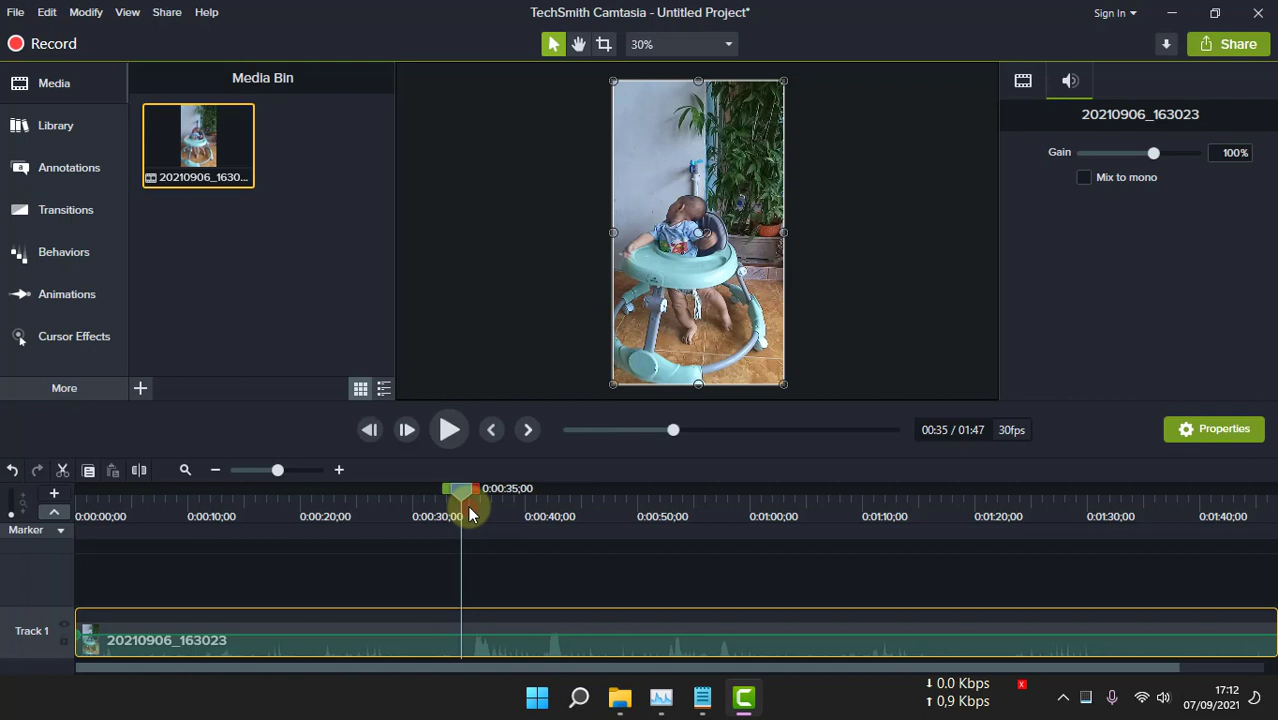 File Edit Modify View Share Help
TechSmith Camtasia - Untitled Project*
Sign In
Record
30%
Share
Media
Media Bin
20210906_163023
Gain 100%
Mix to mono
20210906_1630...
Library
Annotations
Transitions
Behaviors
Animations
Cursor Effects
More
00:35 / 01:47 30fps
Properties
0:00:35;00
0:00:00;00 0:00:10;00 0:00:20;00 0:00:30;00 0:00:40;00 0:00:50;00 0:01:00;00 0:01:10;00 0:01:20;00 0:01:30;00 0:01:40;00
Marker
Track 1
20210906_163023
0.0 Kbps
0,9 Kbps
17:12
07/09/2021